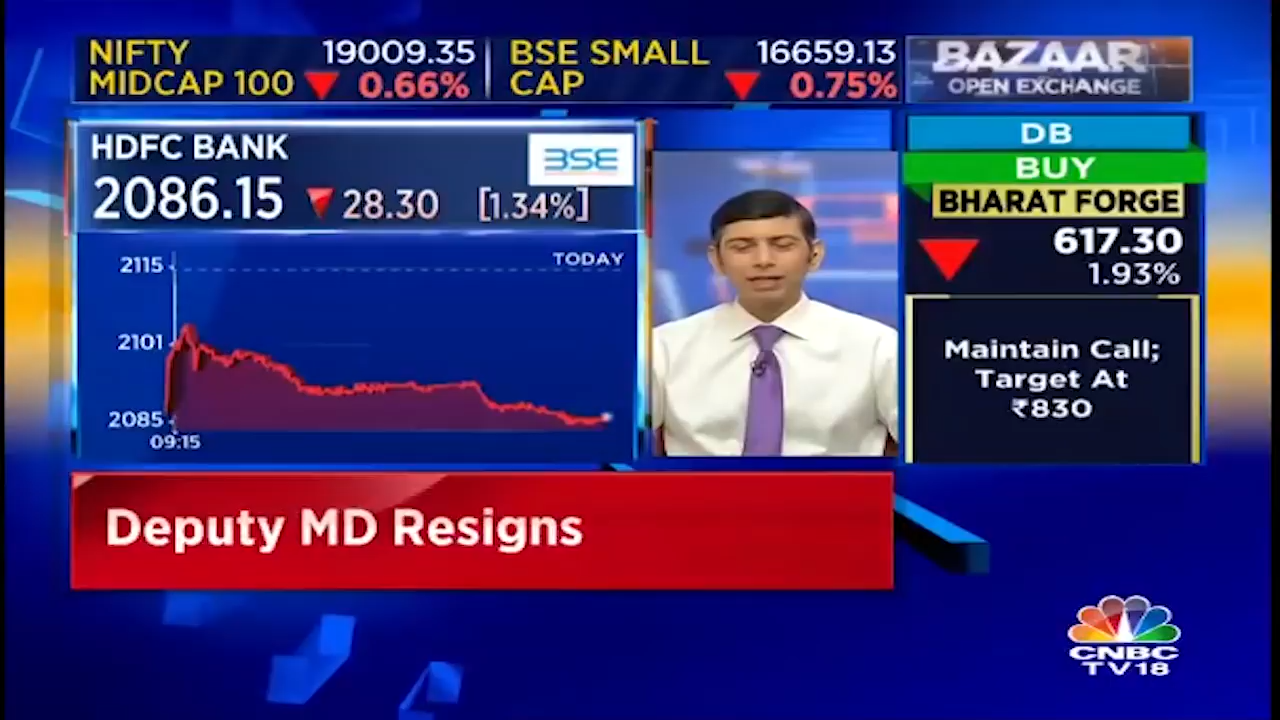 NIFTY 19009.35
MIDCAP 100 0.66%
BSE SMALL 16659.13
CAP 0.75%
BAZAAR
OPEN EXCHANGE
HDFC BANK
BSE
2086.15 28.30 [1.34%]
TODAY
2115
2101
2085
09:15
DB
BUY
BHARAT FORGE
617.30
1.93%
Maintain Call;
Target At
₹830
Deputy MD Resigns
CNBC
TV18